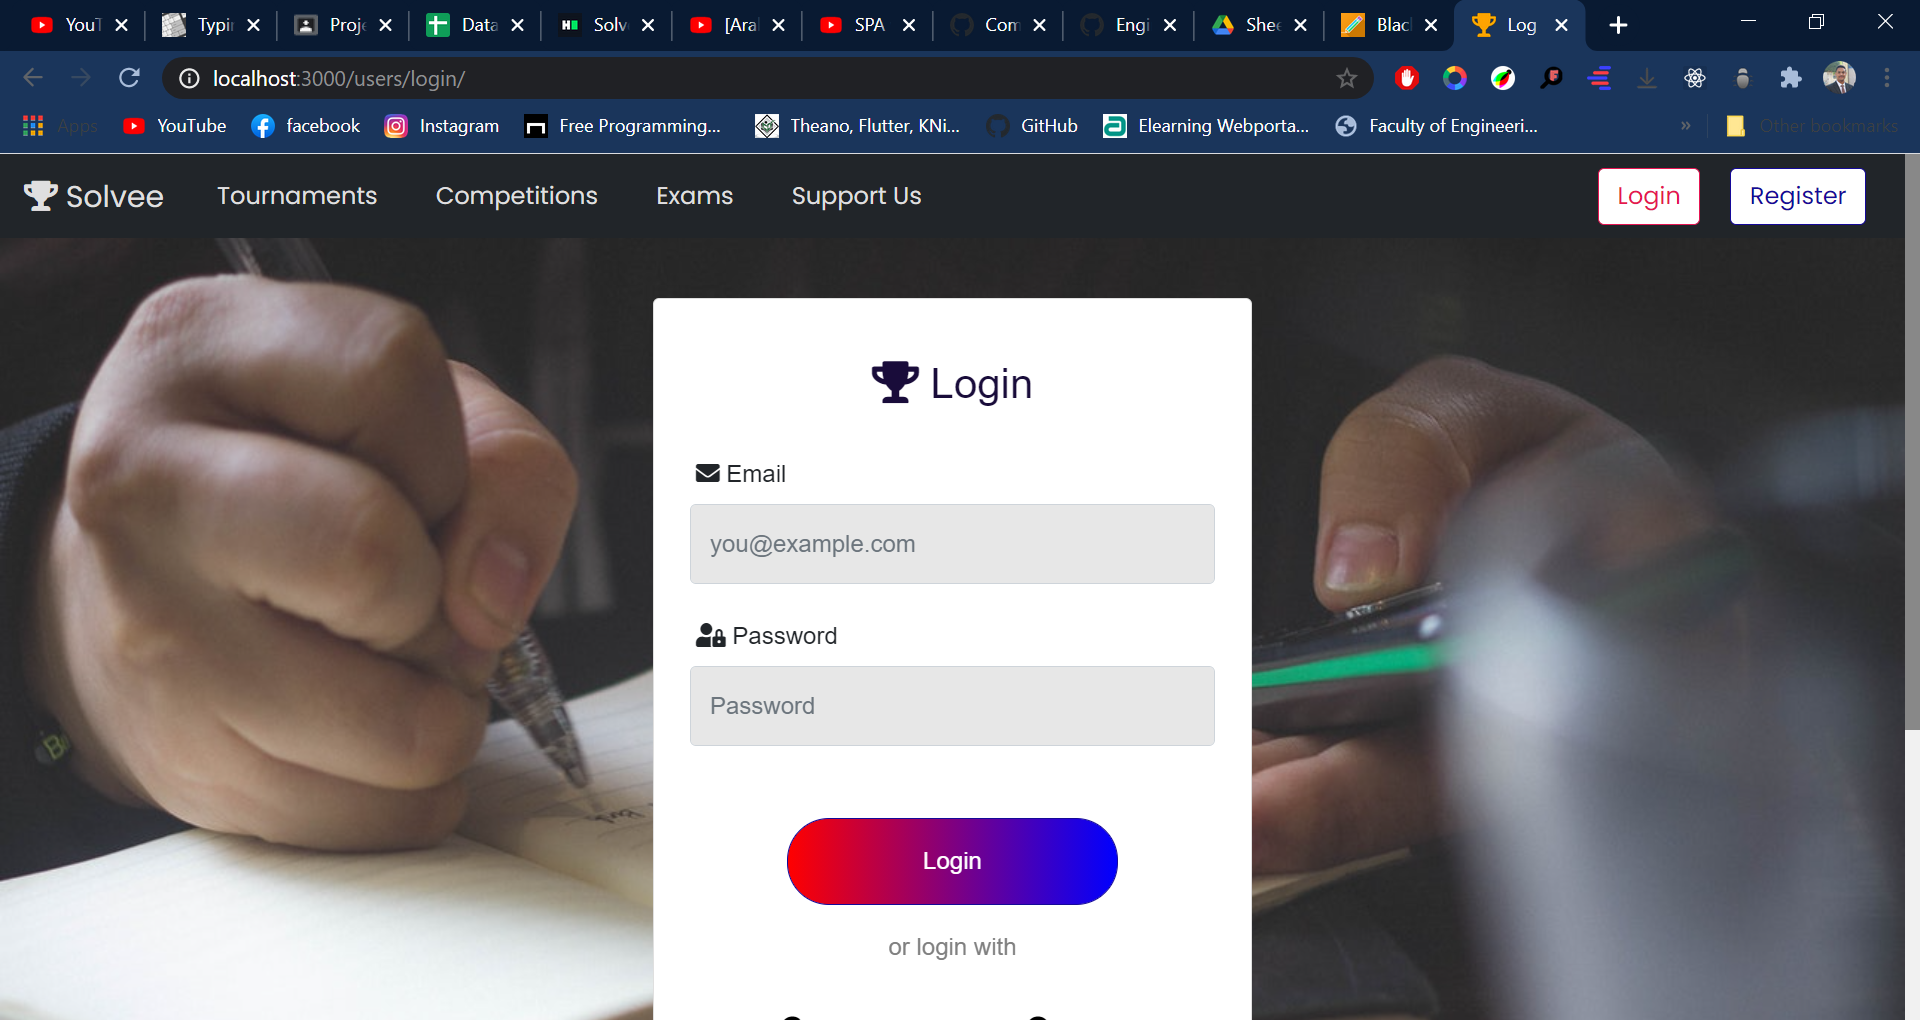 YouT Typin Proje Data Solv [Ara SPA Com Engi Shee Blac Log
localhost:3000/users/login/
Apps YouTube facebook Instagram Free Programming... Theano, Flutter, KNi... GitHub Elearning Webporta... Faculty of Engineeri... » Other bookmarks
Solvee Tournaments Competitions Exams Support Us Login Register
Login
Email
you@example.com
Password
Password
Login
or login with